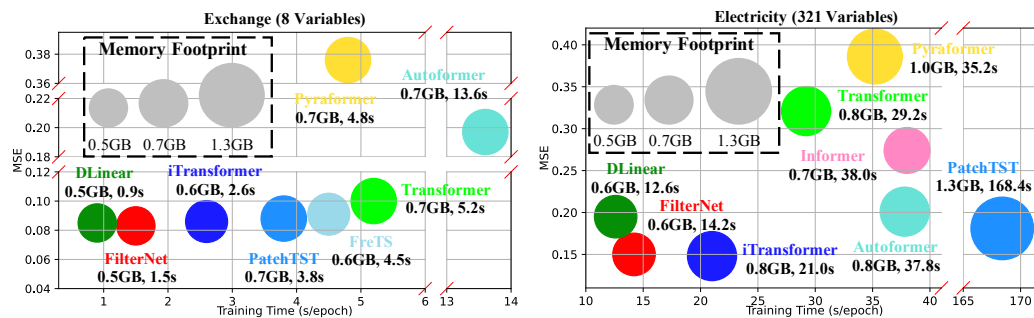 Exchange (8 Variables)
MSE
0.38
0.36
0.22
0.20
0.18
0.12
0.10
0.08
0.06
0.04
Memory Footprint
0.5GB
0.7GB
1.3GB
Pyraformer
0.7GB, 4.8s
Autoformer
0.7GB, 13.6s
DLinear
0.5GB, 0.9s
iTransformer
0.6GB, 2.6s
Transformer
0.7GB, 5.2s
FilterNet
0.5GB, 1.5s
PatchTST
0.7GB, 3.8s
FreTS
0.6GB, 4.5s
1
2
3
4
5
6
13
14
Training Time (s/epoch)
Electricity (321 Variables)
MSE
0.40
0.35
0.30
0.25
0.20
0.15
Memory Footprint
0.5GB
0.7GB
1.3GB
Pyraformer
1.0GB, 35.2s
Transformer
0.8GB, 29.2s
Informer
0.7GB, 38.0s
DLinear
0.6GB, 12.6s
PatchTST
1.3GB, 168.4s
FilterNet
0.6GB, 14.2s
iTransformer
0.8GB, 21.0s
Autoformer
0.8GB, 37.8s
10
15
20
25
30
35
40
165
170
Training Time (s/epoch)